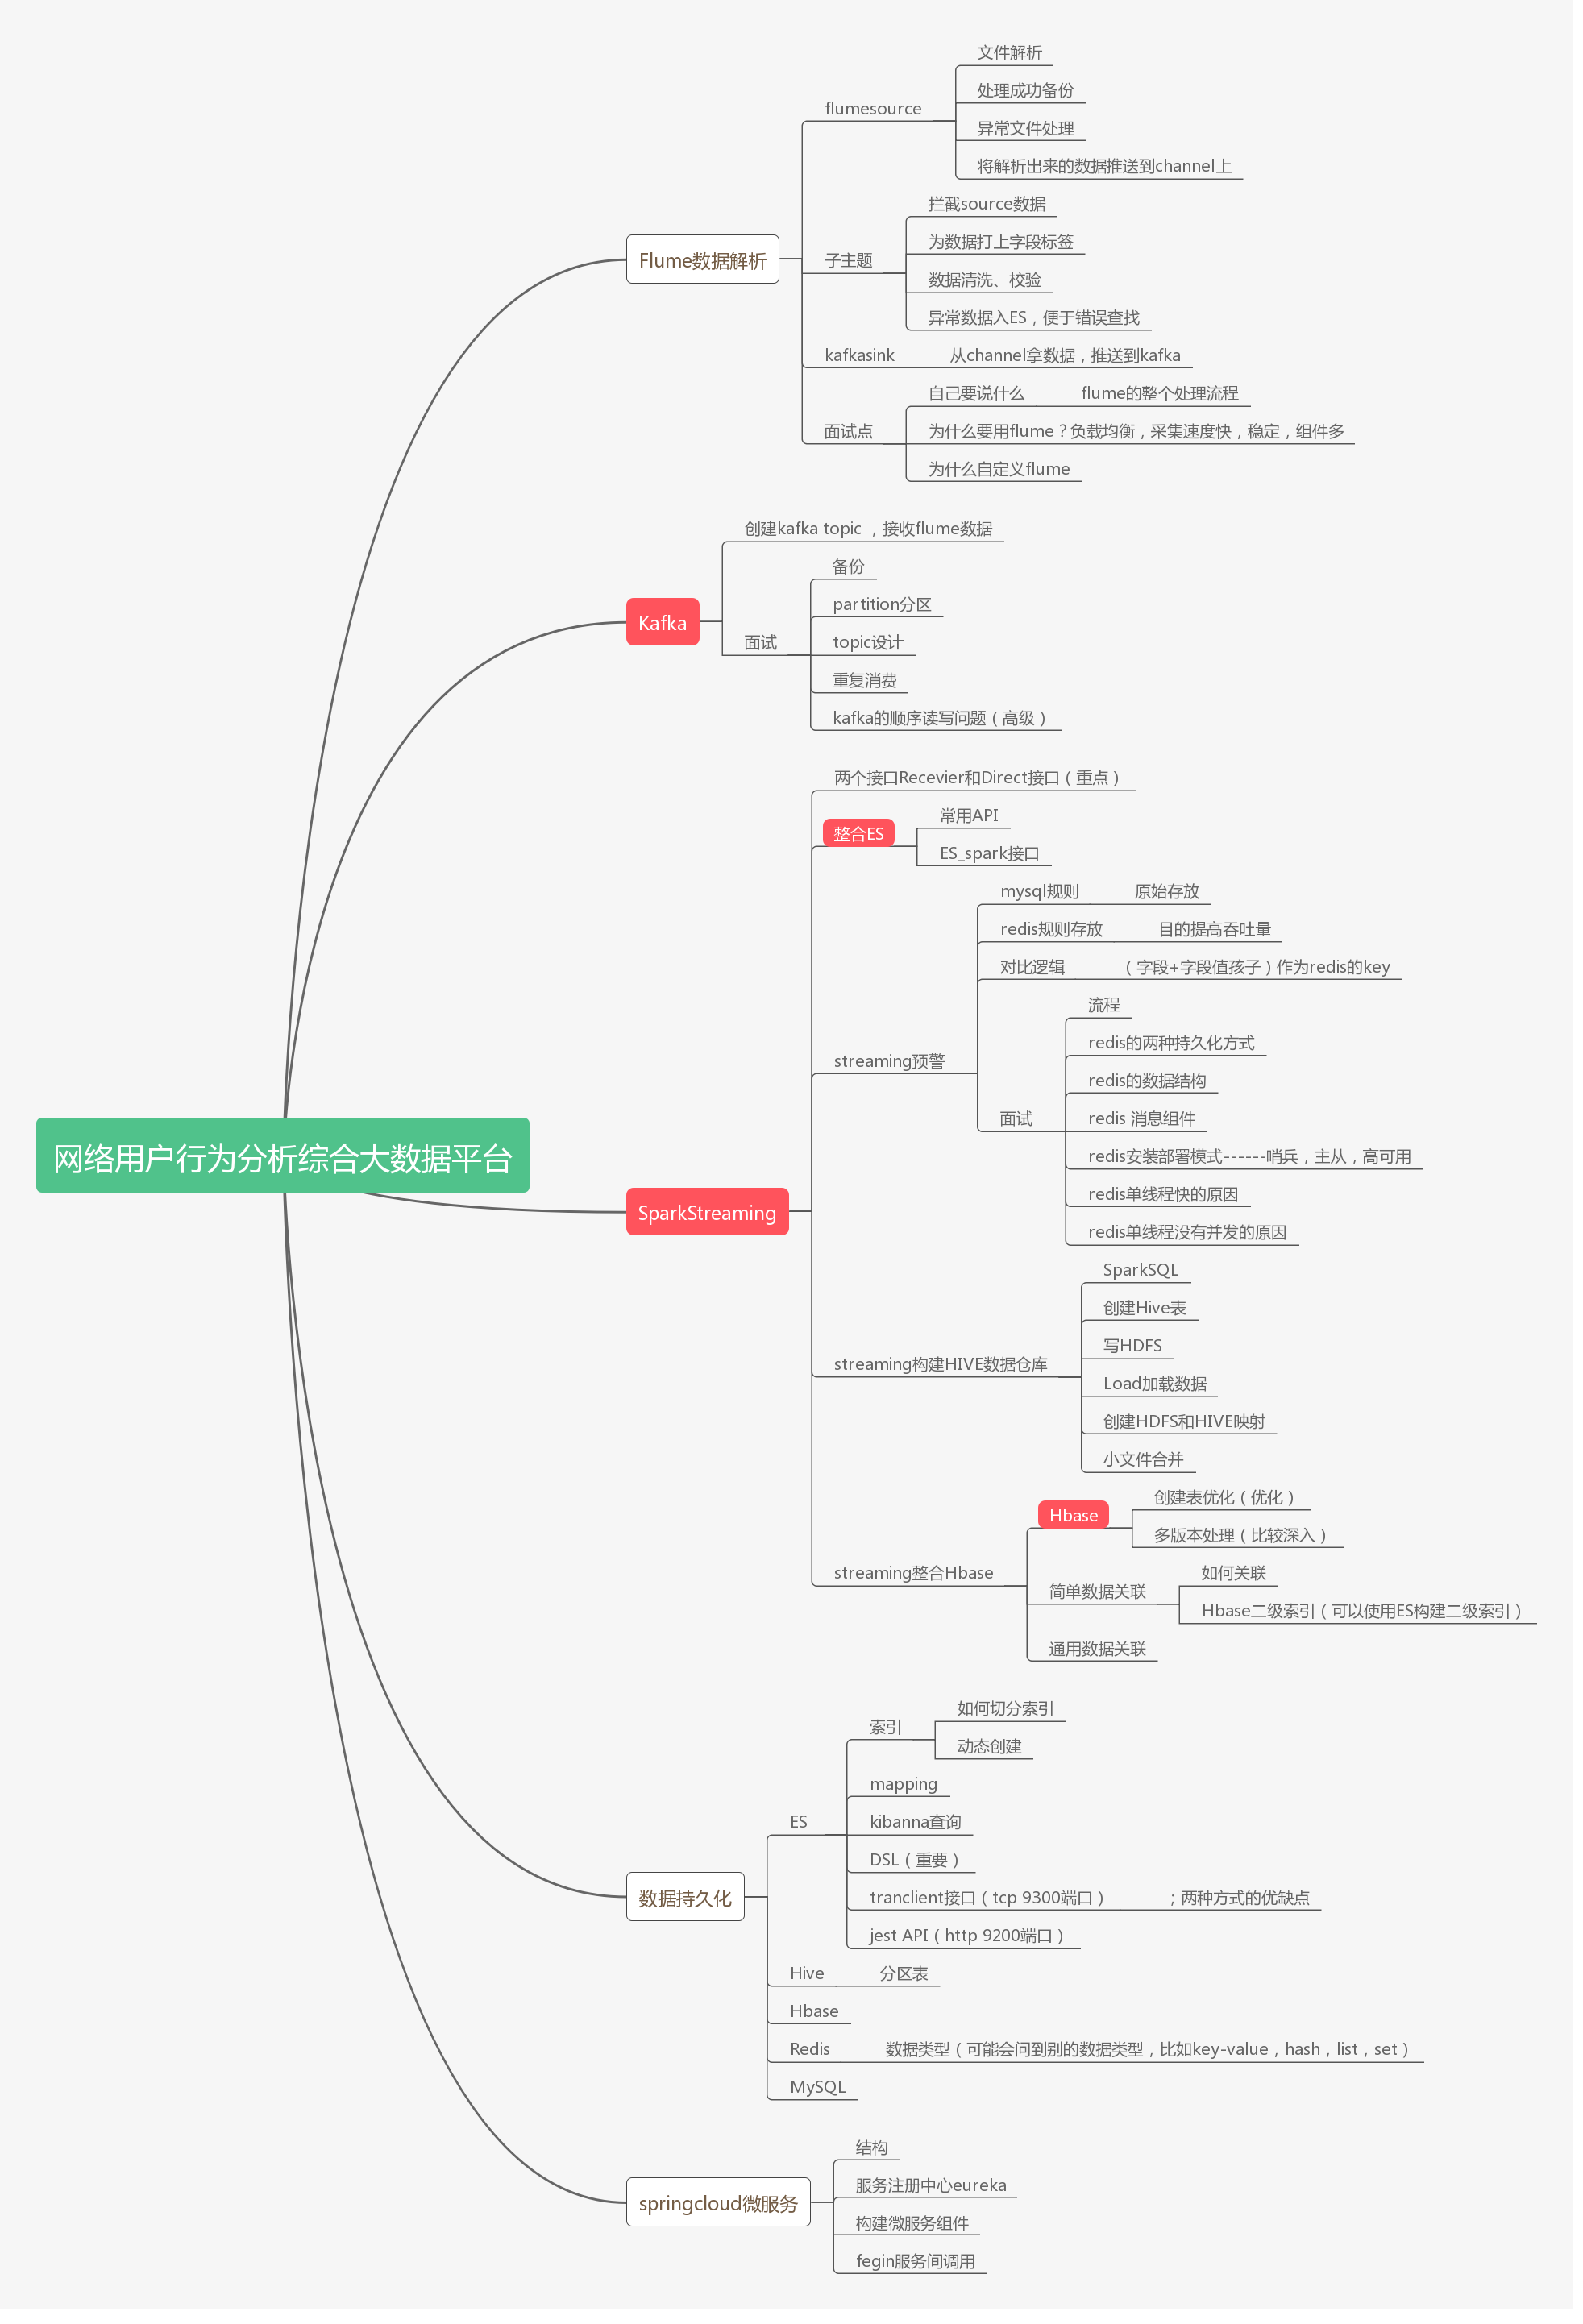 网络用户行为分析综合大数据平台
Flume数据解析
flumesource
文件解析
处理成功备份
异常文件处理
将解析出来的数据推送到channel上
子主题
拦截source数据
为数据打上字段标签
数据清洗、校验
异常数据入ES，便于错误查找
kafkasink
从channel拿数据，推送到kafka
面试点
自己要说什么
flume的整个处理流程
为什么要用flume？负载均衡，采集速度快，稳定，组件多
为什么自定义flume
Kafka
创建kafka topic ，接收flume数据
面试
备份
partition分区
topic设计
重复消费
kafka的顺序读写问题（高级）
SparkStreaming
两个接口Recevier和Direct接口（重点）
整合ES
常用API
ES_spark接口
streaming预警
mysql规则
原始存放
redis规则存放
目的提高吞吐量
对比逻辑
（字段+字段值孩子）作为redis的key
面试
流程
redis的两种持久化方式
redis的数据结构
redis 消息组件
redis安装部署模式------哨兵，主从，高可用
redis单线程快的原因
redis单线程没有并发的原因
streaming构建HIVE数据仓库
SparkSQL
创建Hive表
写HDFS
Load加载数据
创建HDFS和HIVE映射
小文件合并
streaming整合Hbase
Hbase
创建表优化（优化）
多版本处理（比较深入）
简单数据关联
如何关联
Hbase二级索引（可以使用ES构建二级索引）
通用数据关联
数据持久化
ES
索引
如何切分索引
动态创建
mapping
kibanna查询
DSL（重要）
tranclient接口（tcp 9300端口）
；两种方式的优缺点
jest API（http 9200端口）
Hive
分区表
Hbase
Redis
数据类型（可能会问到别的数据类型，比如key-value，hash，list，set）
MySQL
springcloud微服务
结构
服务注册中心eureka
构建微服务组件
fegin服务间调用